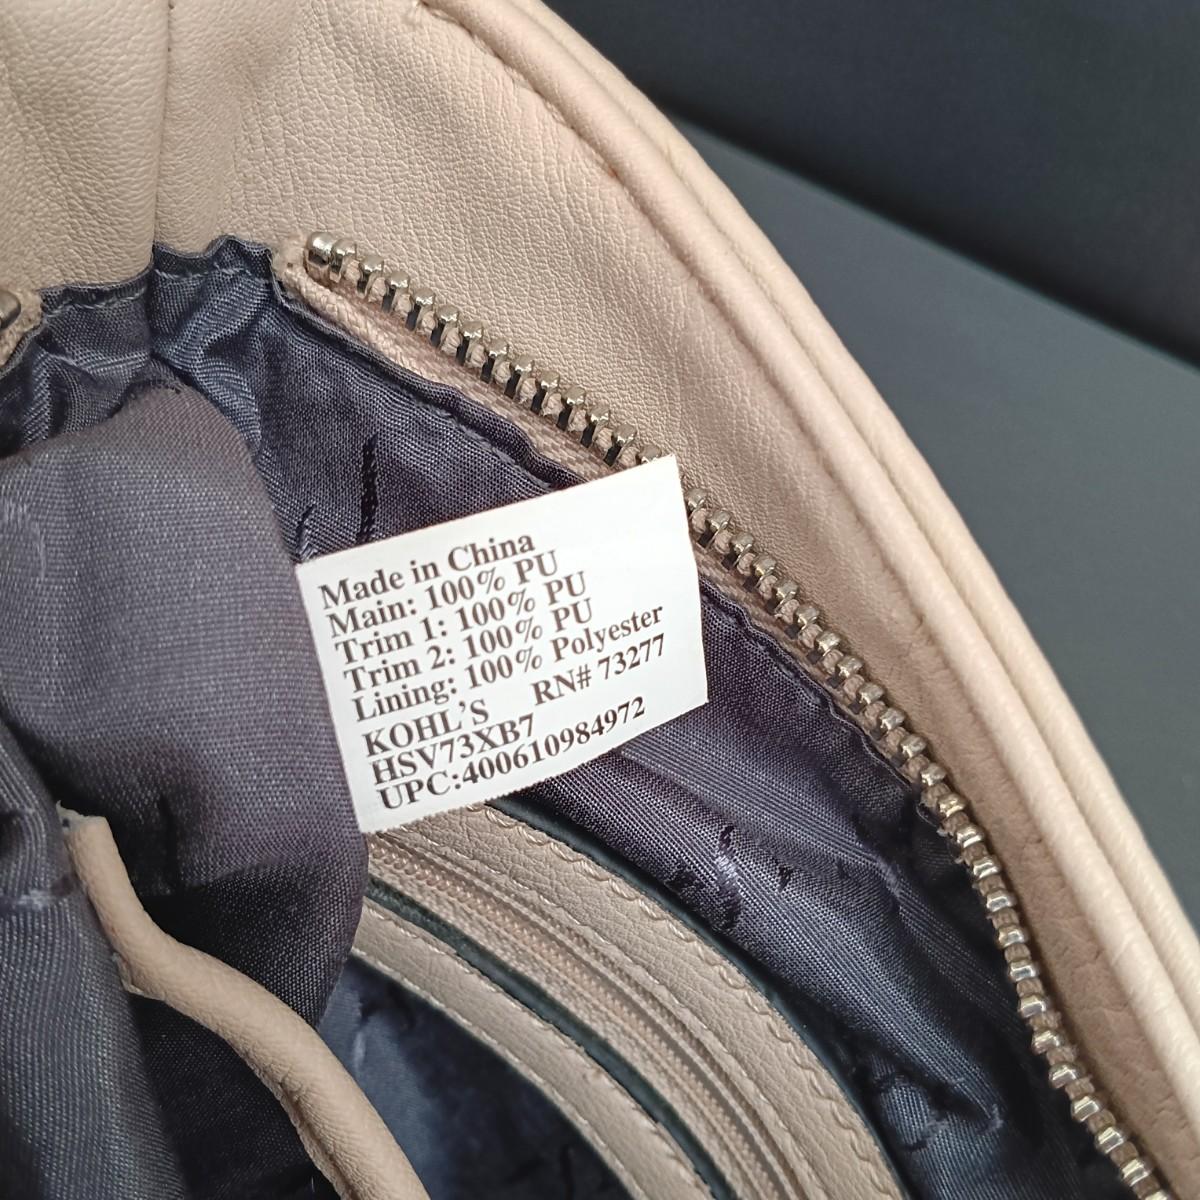 Made in China
Main: 100% PU
Trim 1: 100% PU
Trim 2: 100% PU
Lining: 100% Polyester
KOHL'S RN# 73277
HSV73XB7
UPC:400610984972